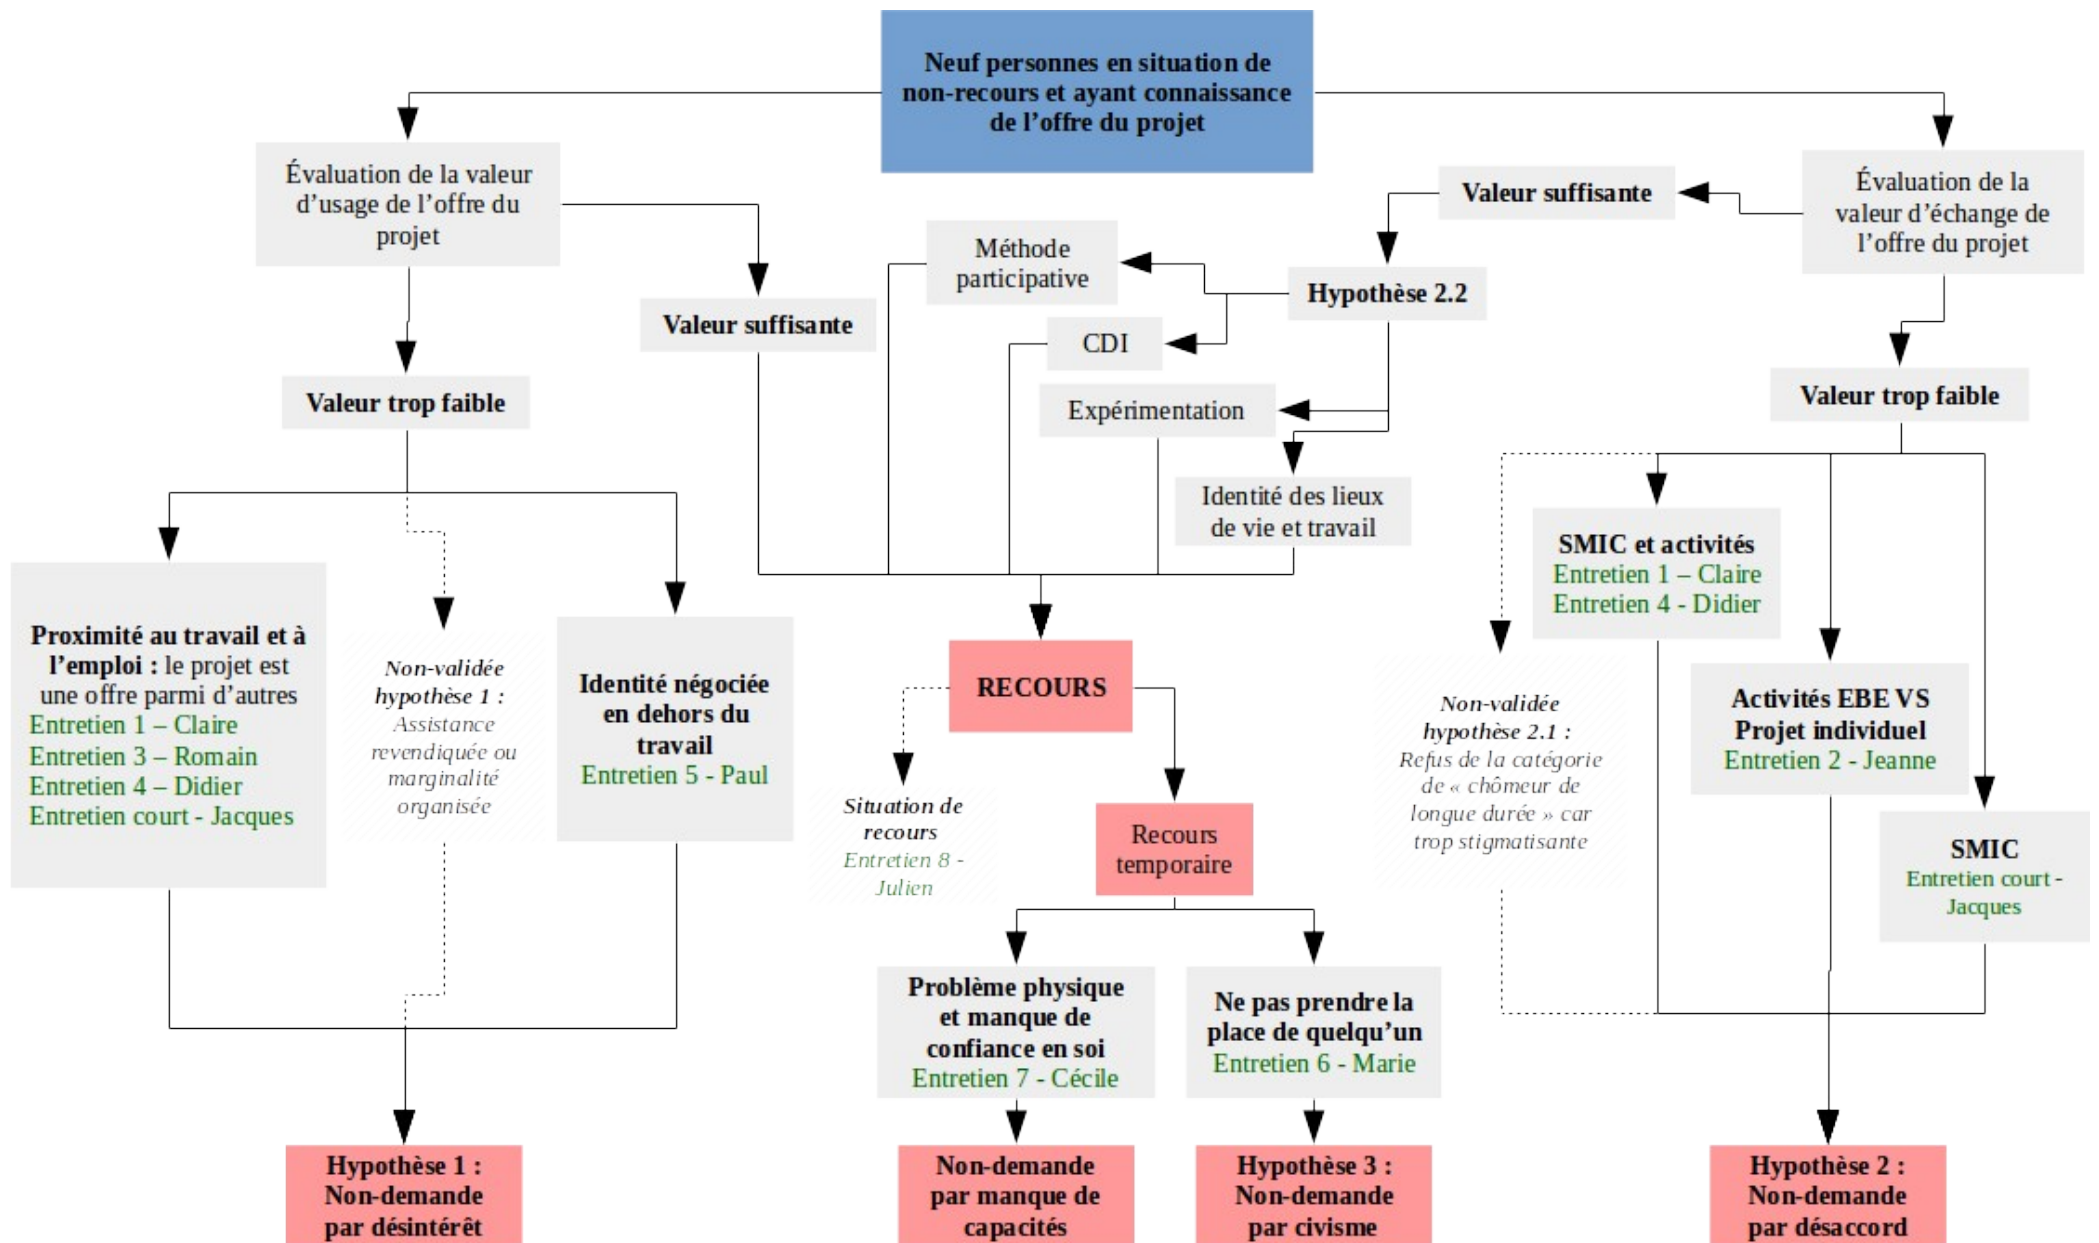 Neuf personnes en situation de
non-recours et ayant connaissance
de l’offre du projet
Évaluation de la valeur
d’usage de l’offre du
projet
Valeur suffisante
Évaluation de la
valeur d’échange de
l’offre du projet
Méthode
participative
Hypothèse 2.2
Valeur suffisante
CDI
Valeur trop faible
Expérimentation
Valeur trop faible
Identité des lieux
de vie et travail
SMIC et activités
Entretien 1 – Claire
Entretien 4 - Didier
Proximité au travail et à
l’emploi : le projet est
une offre parmi d’autres
Entretien 1 – Claire
Entretien 3 – Romain
Entretien 4 – Didier
Entretien court - Jacques
Non-validée
hypothèse 1 :
Assistance
revendiquée ou
marginalité
organisée
Identité négociée
en dehors du
travail
Entretien 5 - Paul
RECOURS
Non-validée
hypothèse 2.1 :
Refus de la catégorie
de « chômeur de
longue durée » car
trop stigmatisante
Activités EBE VS
Projet individuel
Entretien 2 - Jeanne
Situation de
recours
Entretien 8 -
Julien
Recours
temporaire
SMIC
Entretien court -
Jacques
Problème physique
et manque de
confiance en soi
Entretien 7 - Cécile
Ne pas prendre la
place de quelqu’un
Entretien 6 - Marie
Hypothèse 1 :
Non-demande
par désintérêt
Non-demande
par manque de
capacités
Hypothèse 3 :
Non-demande
par civisme
Hypothèse 2 :
Non-demande
par désaccord